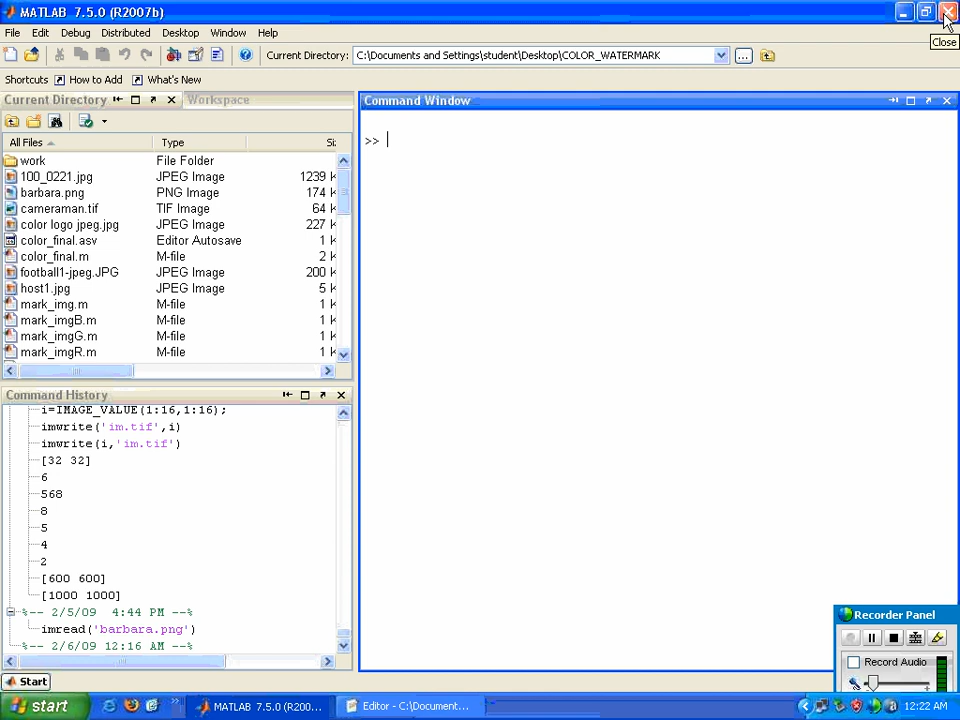 MATLAB 7.5.0 (R2007b)
File Edit Debug Distributed Desktop Window Help
Close
Current Directory: C:\Documents and Settings\student\Desktop\COLOR_WATERMARK ...
Shortcuts How to Add What's New
Current Directory Workspace
Command Window
All Files Type Si
work File Folder
100_0221.jpg JPEG Image 1239 K
barbara.png PNG Image 174 K
cameraman.tif TIF Image 64 K
color logo jpeg.jpg JPEG Image 227 K
color_final.asv Editor Autosave 1 K
color_final.m M-file 2 K
football1-jpeg.JPG JPEG Image 200 K
host1.jpg JPEG Image 5 K
mark_img.m M-file 1 K
mark_imgB.m M-file 1 K
mark_imgG.m M-file 1 K
mark_imgR.m M-file 1 K
>>
Command History
i=IMAGE_VALUE(1:16,1:16);
imwrite('im.tif',i)
imwrite(i,'im.tif')
[32 32]
6
568
8
5
4
2
[600 600]
[1000 1000]
%-- 2/5/09 4:44 PM --%
imread('barbara.png')
%-- 2/6/09 12:16 AM --%
Recorder Panel
Record Audio
Start
start MATLAB 7.5.0 (R200... Editor - C:\Document... 12:22 AM